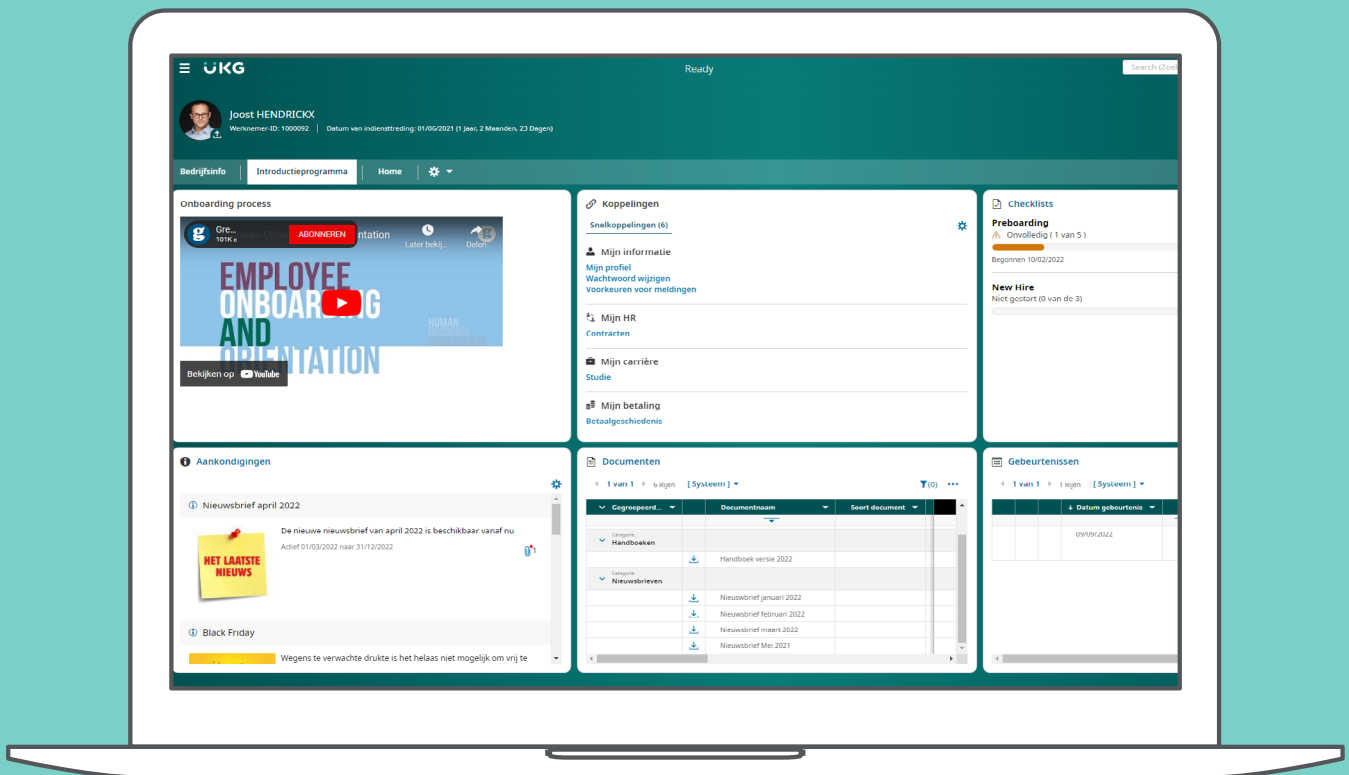 UKG
Ready
Search (Zoek
Joost HENDRICKX
Werknemer-ID: 1000092 | Datum van indiensttreding: 01/06/2021 (1 Jaar, 2 Maanden, 23 Dagen)
Bedrijfsinfo
Introductieprogramma
Home
Onboarding process
Gre...
101K
ABONNEREN
ntation
Later bekij...
Delen
EMPLOYEE
ONBOARDING
AND
ORIENTATION
HUMAN
RESOURCES
Bekijken op YouTube
Koppelingen
Snelkoppelingen (6)
Mijn informatie
Mijn profiel
Wachtwoord wijzigen
Voorkeuren voor meldingen
Mijn HR
Contracten
Mijn carrière
Studie
Mijn betaling
Betaalgeschiedenis
Checklists
Preboarding
Onvolledig ( 1 van 5 )
Begonnen 10/02/2022
New Hire
Niet gestart (0 van de 3)
Aankondigingen
Nieuwsbrief april 2022
HET LAATSTE
NIEUWS
De nieuwe nieuwsbrief van april 2022 is beschikbaar vanaf nu
Actief 01/03/2022 naar 31/12/2022
1
Black Friday
Wegens te verwachte drukte is het helaas niet mogelijk om vrij te
Documenten
1 van 1
6 Rijen
[ Systeem ]
(0)
Gegroepeerd...
Documentnaam
Soort document
Categorie
Handboeken
Handboek versie 2022
Categorie
Nieuwsbrieven
Nieuswbrief januari 2022
Nieuwsbrief februari 2022
Nieuwsbrief maart 2022
Nieuwsbrief Mei 2021
Gebeurtenissen
1 van 1
1 Rijen
[ Systeem ]
Datum gebeurtenis
09/09/2022